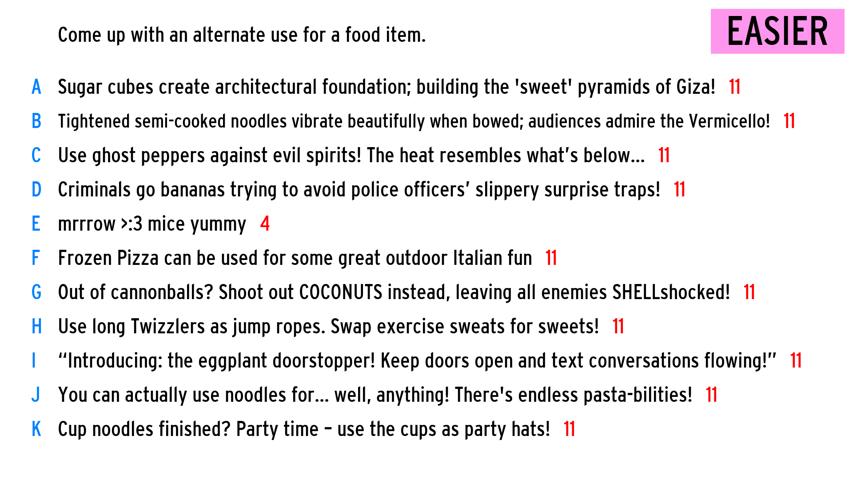 Come up with an alternate use for a food item.
EASIER
A Sugar cubes create architectural foundation; building the 'sweet' pyramids of Giza! 11
B Tightened semi-cooked noodles vibrate beautifully when bowed; audiences admire the Vermicello! 11
C Use ghost peppers against evil spirits! The heat resembles what’s below... 11
D Criminals go bananas trying to avoid police officers’ slippery surprise traps! 11
E mrrrow >:3 mice yummy 4
F Frozen Pizza can be used for some great outdoor Italian fun 11
G Out of cannonballs? Shoot out COCONUTS instead, leaving all enemies SHELLshocked! 11
H Use long Twizzlers as jump ropes. Swap exercise sweats for sweets! 11
I “Introducing: the eggplant doorstopper! Keep doors open and text conversations flowing!” 11
J You can actually use noodles for... well, anything! There's endless pasta-bilities! 11
K Cup noodles finished? Party time – use the cups as party hats! 11